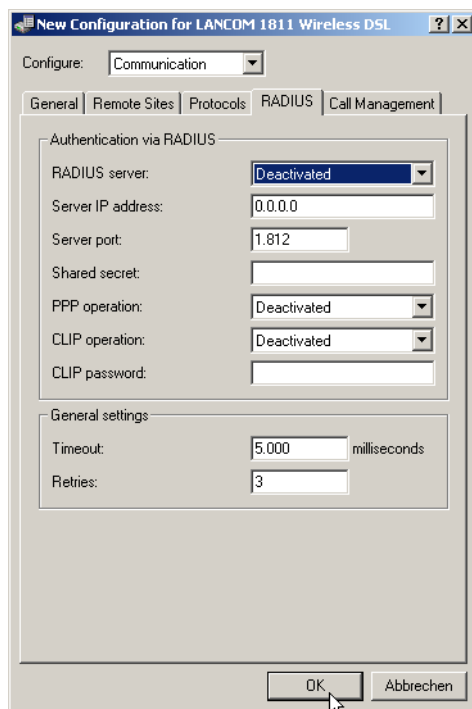 New Configuration for LANCOM 1811 Wireless DSL
Configure: Communication
General Remote Sites Protocols RADIUS Call Management
Authentication via RADIUS
RADIUS server: Deactivated
Server IP address: 0.0.0.0
Server port: 1.812
Shared secret:
PPP operation: Deactivated
CLIP operation: Deactivated
CLIP password:
General settings
Timeout: 5.000 milliseconds
Retries: 3
OK Abbrechen